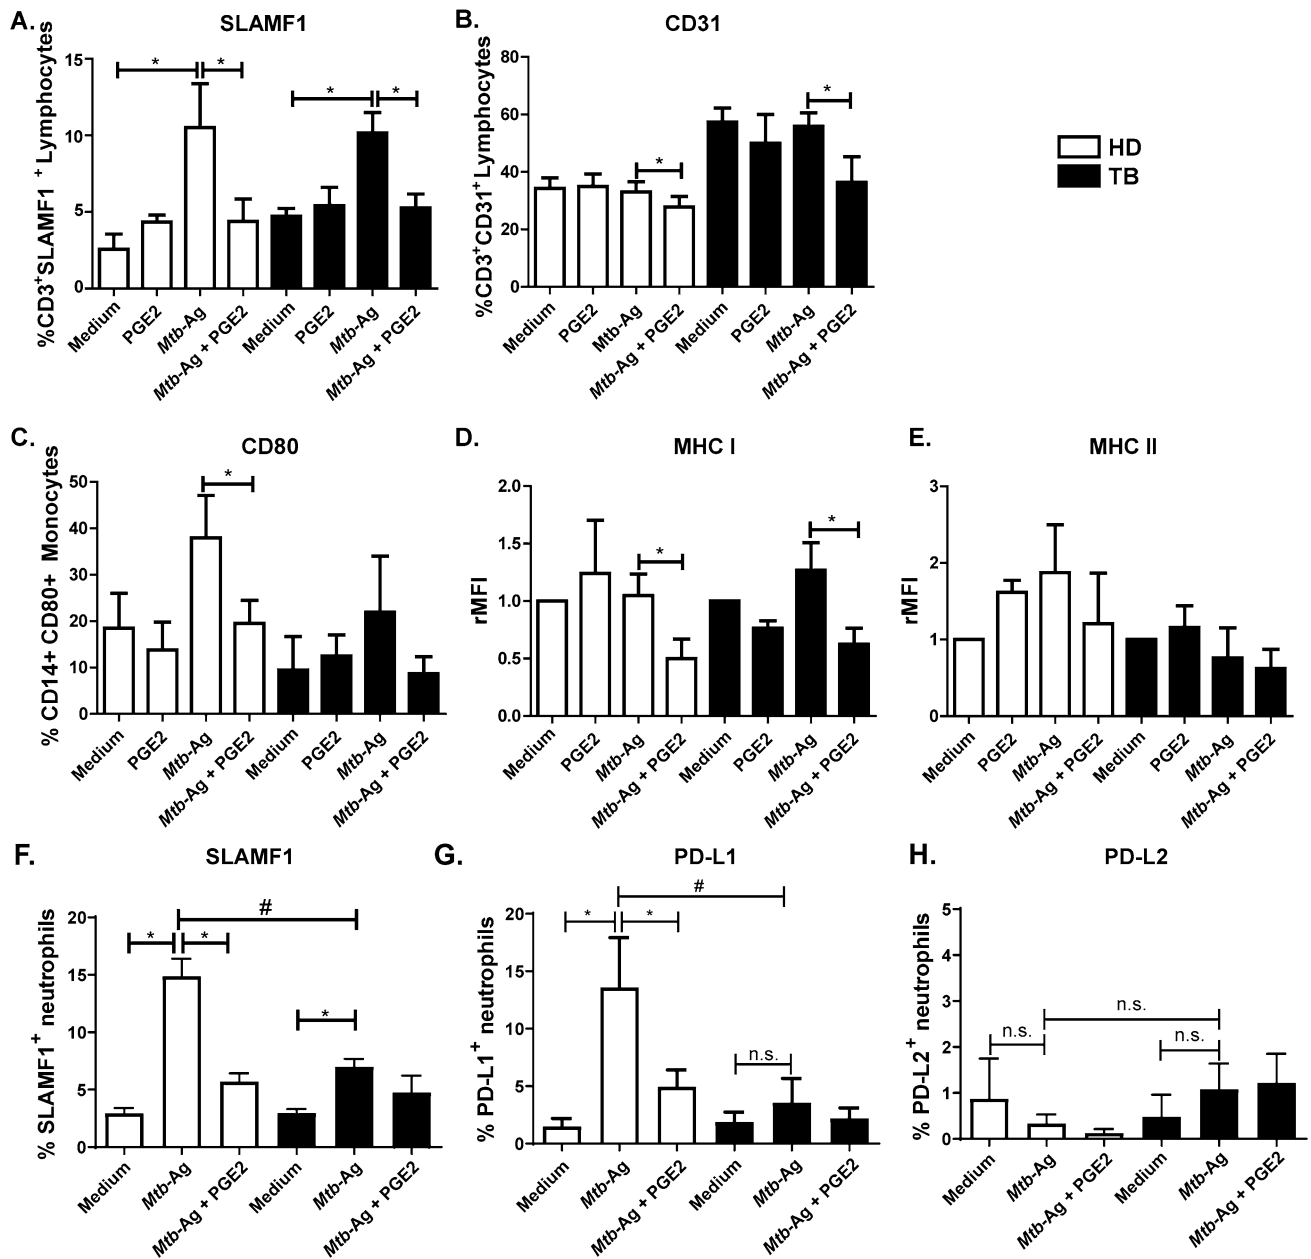 A.
SLAMF1
%CD3+SLAMF1 + Lymphocytes
15
10
5
0
*
*
*
*
Medium
PGE2
Mtb-Ag
Mtb-Ag + PGE2
Medium
PGE2
Mtb-Ag
Mtb-Ag + PGE2
B.
CD31
%CD3+CD31+ Lymphocytes
80
60
40
20
0
*
*
Medium
PGE2
Mtb-Ag
Mtb-Ag + PGE2
Medium
PGE2
Mtb-Ag
Mtb-Ag + PGE2
HD
TB
C.
CD80
% CD14+ CD80+ Monocytes
50
40
30
20
10
0
*
Medium
PGE2
Mtb-Ag
Mtb-Ag + PGE2
Medium
PGE2
Mtb-Ag
Mtb-Ag + PGE2
D.
MHC I
rMFI
2.0
1.5
1.0
0.5
0.0
*
*
Medium
PGE2
Mtb-Ag
Mtb-Ag + PGE2
Medium
PGE2
Mtb-Ag
Mtb-Ag + PGE2
E.
MHC II
rMFI
3
2
1
0
Medium
PGE2
Mtb-Ag
Mtb-Ag + PGE2
Medium
PGE2
Mtb-Ag
Mtb-Ag + PGE2
F.
SLAMF1
% SLAMF1+ neutrophils
20
15
10
5
0
#
*
*
*
Medium
Mtb-Ag
Mtb-Ag + PGE2
Medium
Mtb-Ag
Mtb-Ag + PGE2
G.
PD-L1
% PD-L1+ neutrophils
20
15
10
5
0
#
*
*
n.s.
Medium
Mtb-Ag
Mtb-Ag + PGE2
Medium
Mtb-Ag
Mtb-Ag + PGE2
H.
PD-L2
% PD-L2+ neutrophils
5
4
3
2
1
0
n.s.
n.s.
n.s.
Medium
Mtb-Ag
Mtb-Ag + PGE2
Medium
Mtb-Ag
Mtb-Ag + PGE2